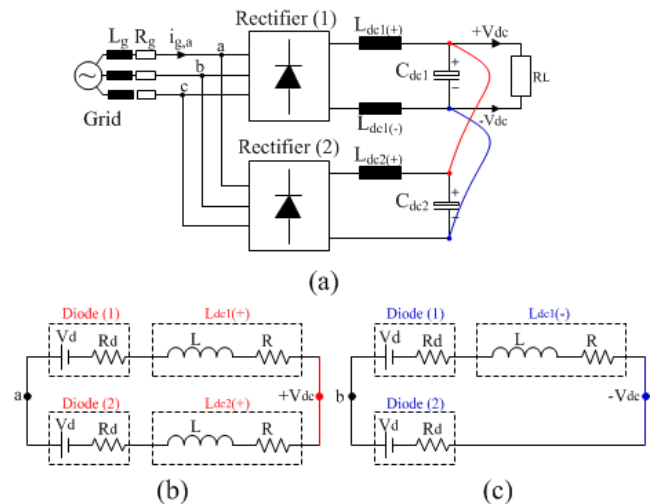 Rectifier (1)
Lg Rg ig,a a
b
c
Grid
Ldc1(+)
+Vdc
Cdc1
+
−
RL
Ldc1(-)
-Vdc
Rectifier (2)
Ldc2(+)
Cdc2
+
−
(a)
Diode (1) Ldc1(+)
Vd Rd L R
a +Vdc
Diode (2) Ldc2(+)
Vd Rd L R
(b)
Diode (1) Ldc1(-)
Vd Rd L R
b -Vdc
Diode (2)
Vd Rd
(c)